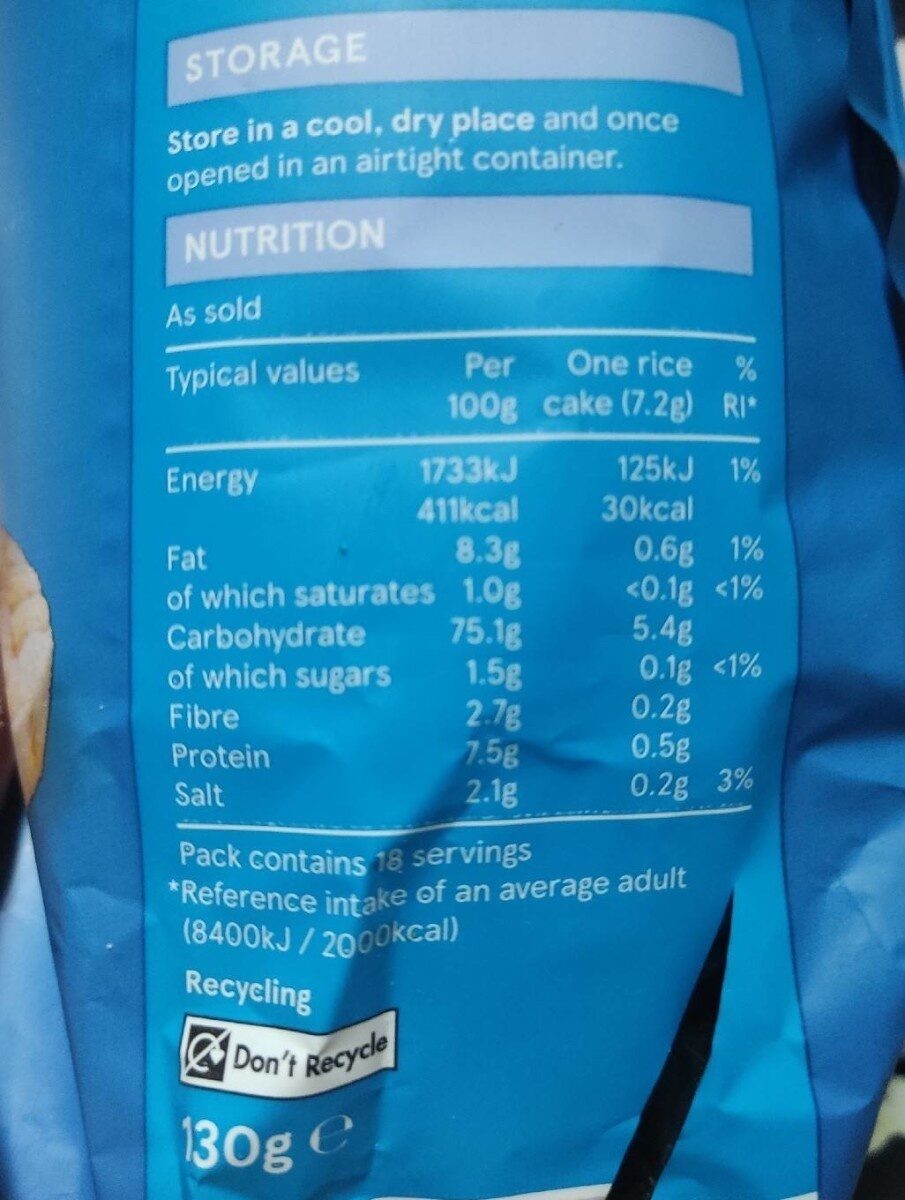 STORAGE
Store in a cool, dry place and once
opened in an airtight container.
NUTRITION
As sold
Typical values Per One rice %
100g cake (7.2g) RI*
Energy 1733kJ 125kJ 1%
411kcal 30kcal
Fat 8.3g 0.6g 1%
of which saturates 1.0g <0.1g <1%
Carbohydrate 75.1g 5.4g
of which sugars 1.5g 0.1g <1%
Fibre 2.7g 0.2g
Protein 7.5g 0.5g
Salt 2.1g 0.2g 3%
Pack contains 18 servings
*Reference intake of an average adult
(8400kJ / 2000kcal)
Recycling
Don't Recycle
130g ℮